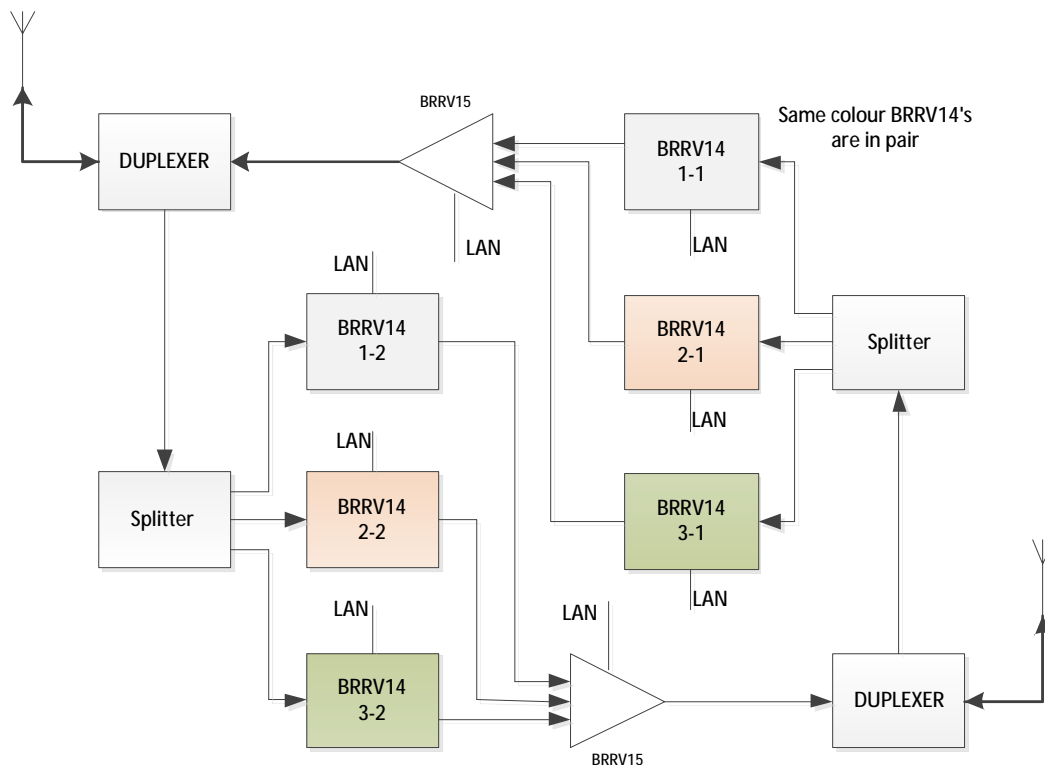 BRRV15
Same colour BRRV14's
are in pair
DUPLEXER
BRRV14
1-1
LAN
LAN
LAN
BRRV14
1-2
BRRV14
2-1
Splitter
LAN
LAN
Splitter
BRRV14
2-2
BRRV14
3-1
LAN
LAN
LAN
BRRV14
3-2
DUPLEXER
BRRV15